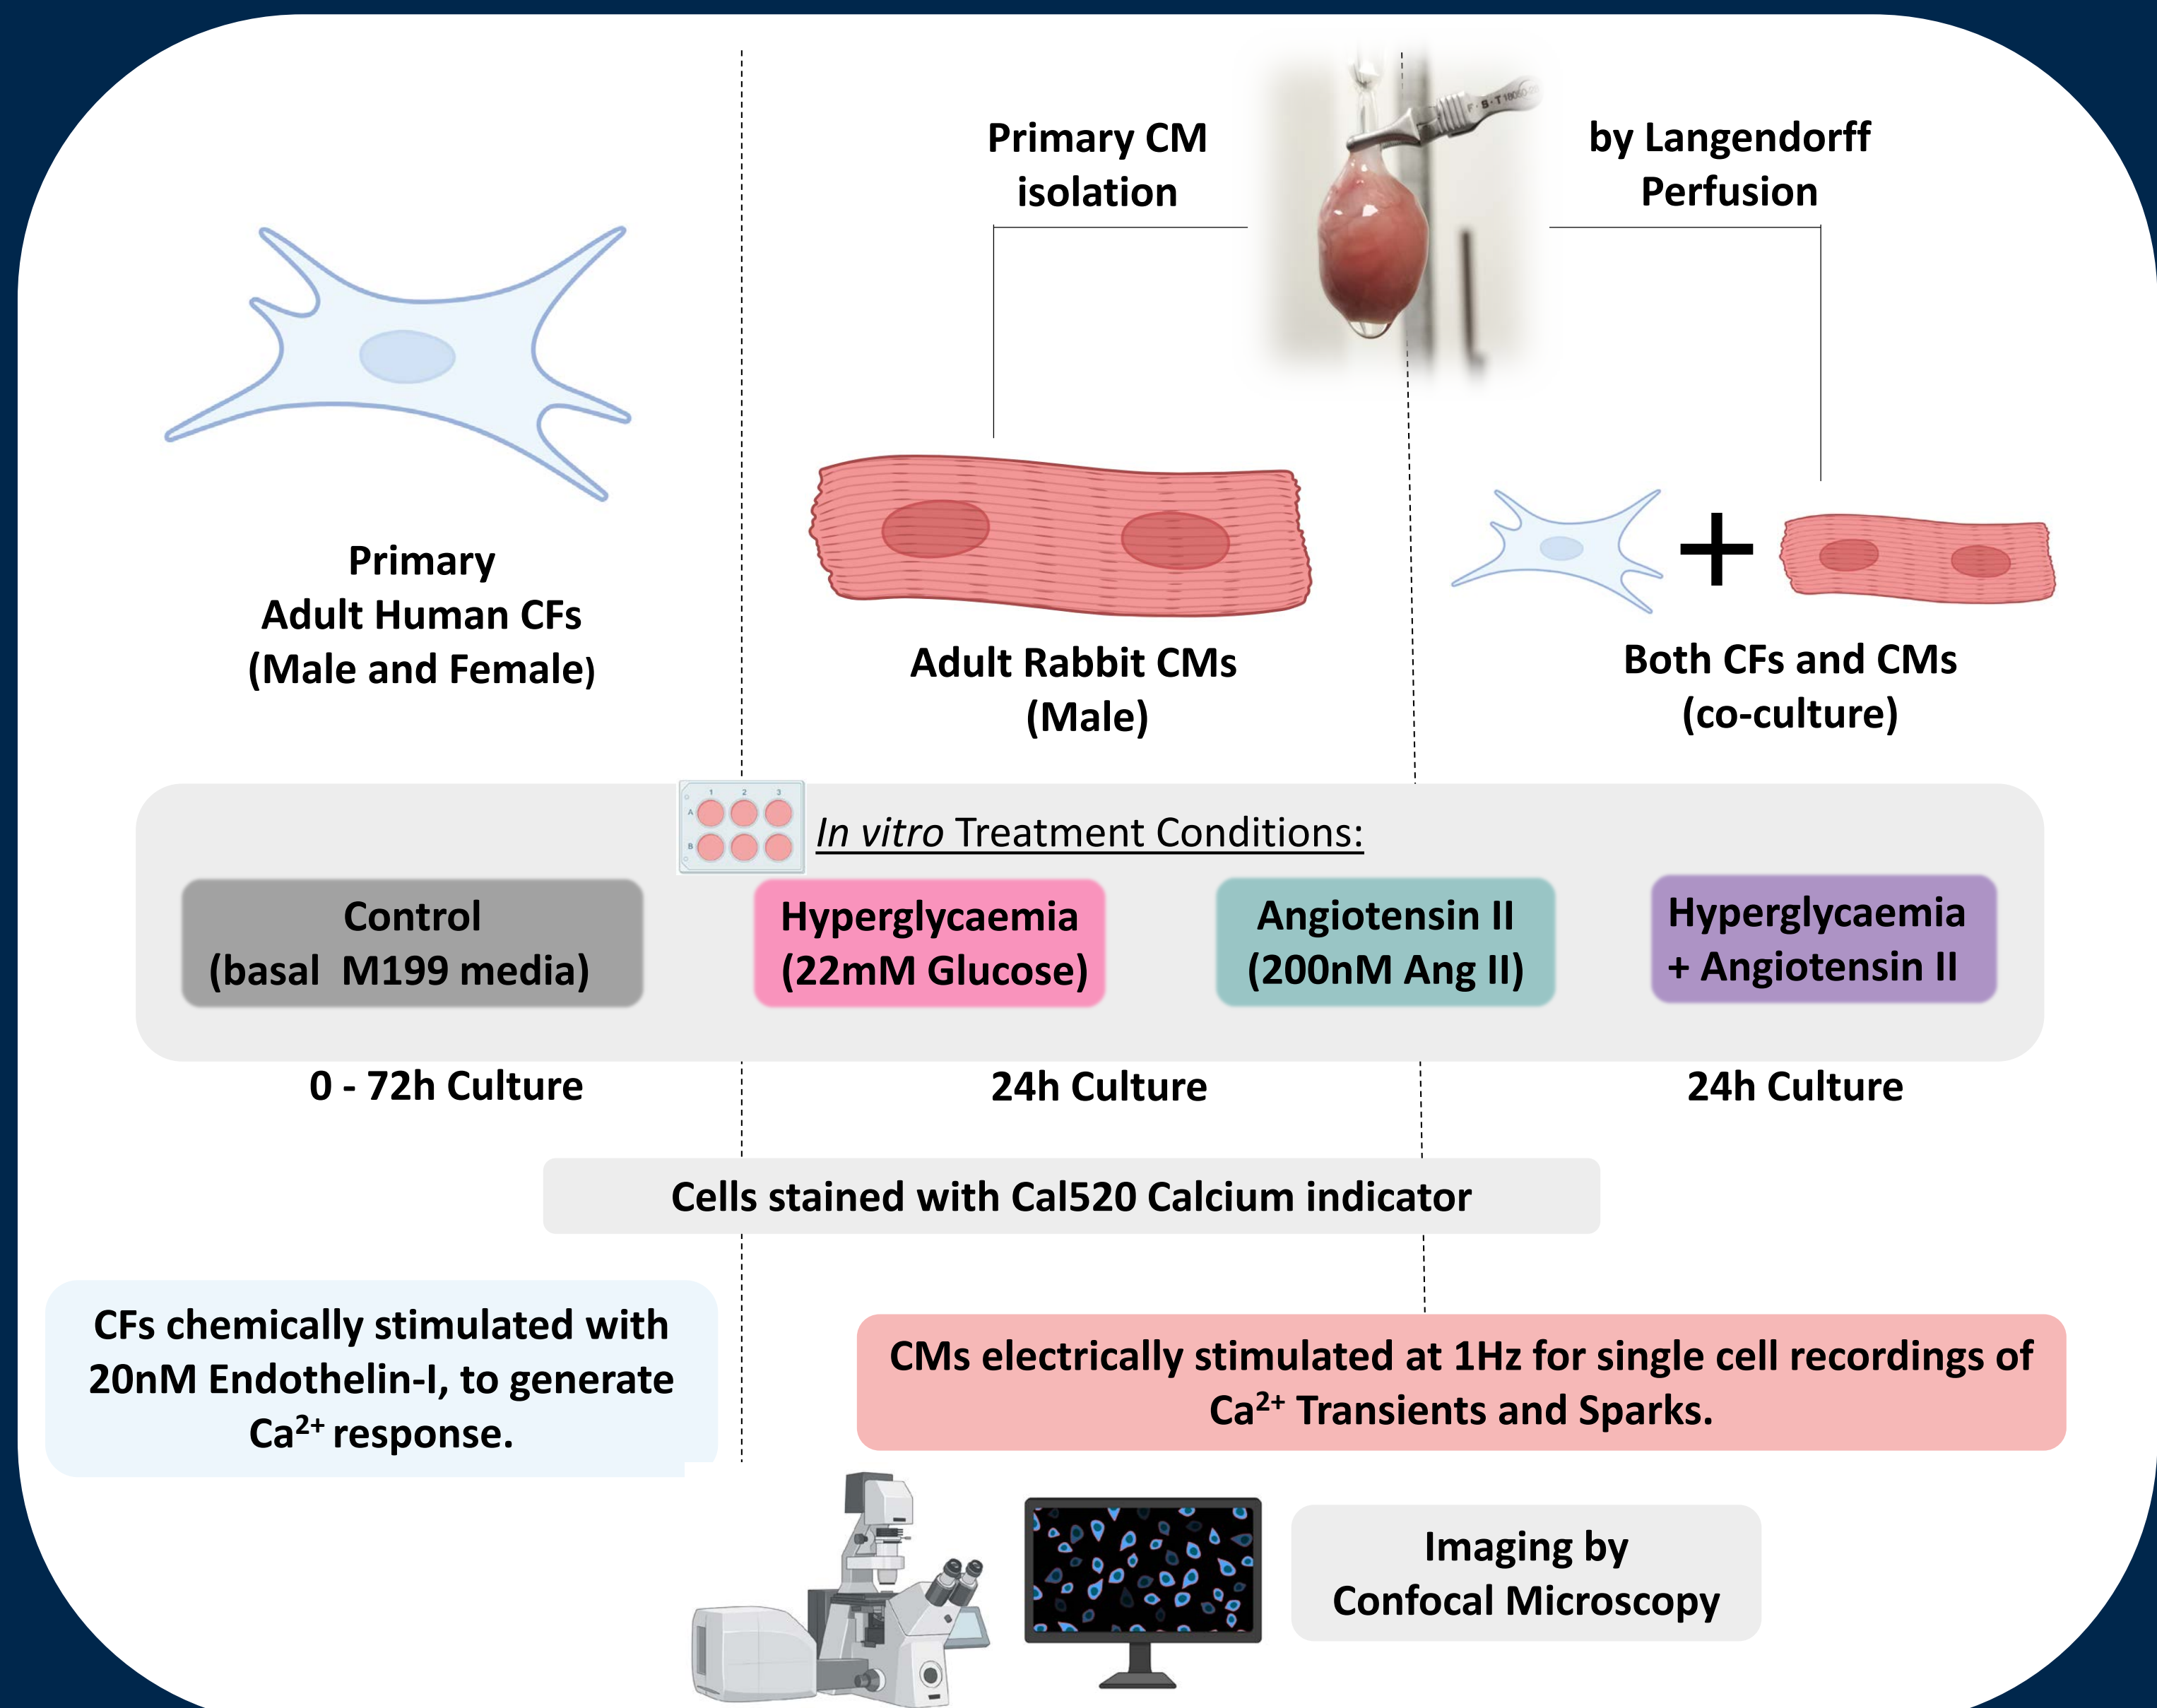 Primary CM
isolation
by Langendorff
Perfusion
Primary
Adult Human CFs
(Male and Female)
Adult Rabbit CMs
(Male)
Both CFs and CMs
(co-culture)
1 2 3
A
B
In vitro Treatment Conditions:
Control
(basal M199 media)
Hyperglycaemia
(22mM Glucose)
Angiotensin II
(200nM Ang II)
Hyperglycaemia
+ Angiotensin II
0 - 72h Culture
24h Culture
24h Culture
Cells stained with Cal520 Calcium indicator
CFs chemically stimulated with
20nM Endothelin-I, to generate
Ca²⁺ response.
CMs electrically stimulated at 1Hz for single cell recordings of
Ca²⁺ Transients and Sparks.
Imaging by
Confocal Microscopy